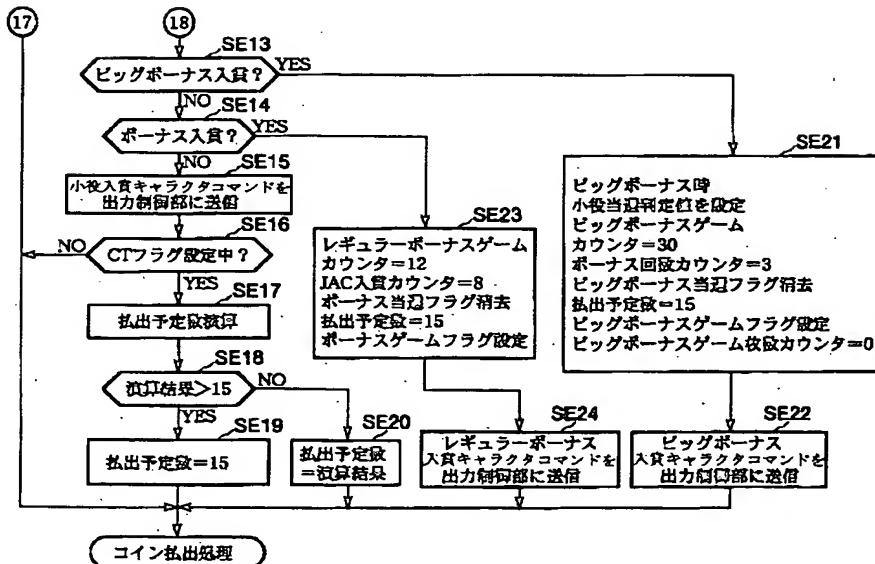 17
18
SE13
ビッグボーナス入賞?
YES
NO
SE14
ボーナス入賞?
YES
NO
SE15
小役入賞キャラクタコマンドを
出力制御部に送信
SE16
CTフラグ設定中?
NO
YES
SE17
払出予定数演算
SE18
演算結果>15
NO
YES
SE19
払出予定数=15
SE20
払出予定数
=演算結果
SE23
レギュラーボーナスゲーム
カウンター=12
JAC入賞カウンター=8
ボーナス当選フラグ消去
払出予定数=15
ボーナスゲームフラグ設定
SE24
レギュラーボーナス
入賞キャラクタコマンドを
出力制御部に送信
SE21
ビッグボーナス時
小役当選判定値を設定
ビッグボーナスゲーム
カウンター=30
ボーナス回数カウンター=3
ビッグボーナス当選フラグ消去
払出予定数=15
ビッグボーナスゲームフラグ設定
ビッグボーナスゲーム枚数カウンター=0
SE22
ビッグボーナス
入賞キャラクタコマンドを
出力制御部に送信
コイン払出処理